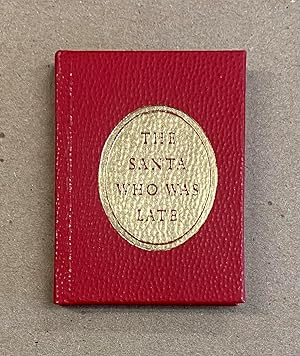 THE
SANTA
WHO WAS
LATE